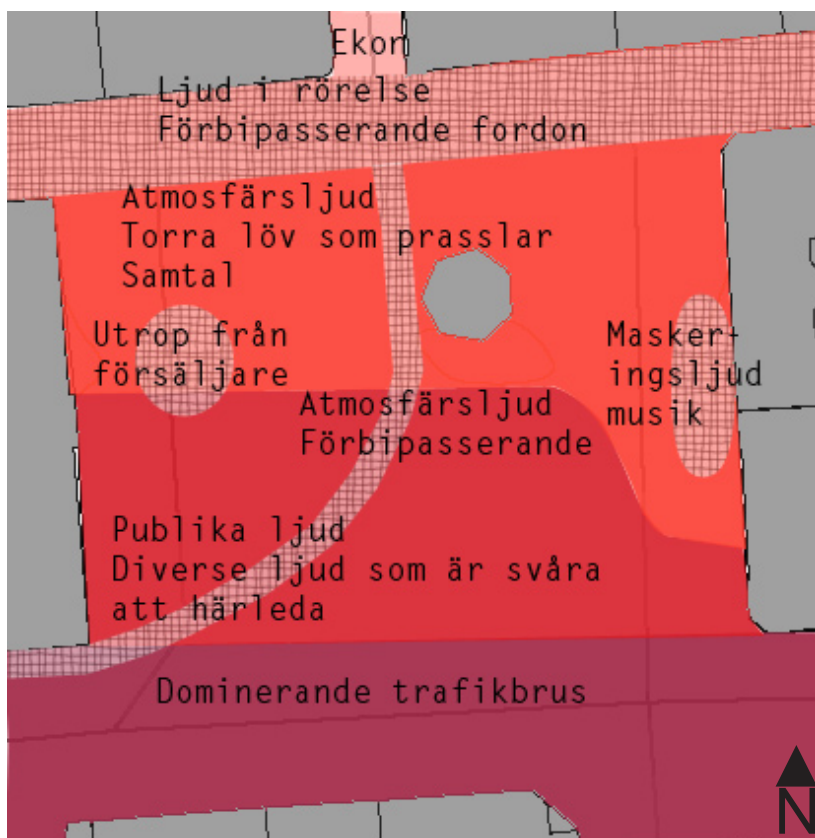 Ekon
Ljud i rörelse
Förbipasserande fordon
Atmosfärsljud
Torra löv som prasslar
Samtal
Utrop från
försäljare
Masker-
ingsljud
musik
Atmosfärsljud
Förbipasserande
Publika ljud
Diverse ljud som är svåra
att härleda
Dominerande trafikbrus
N